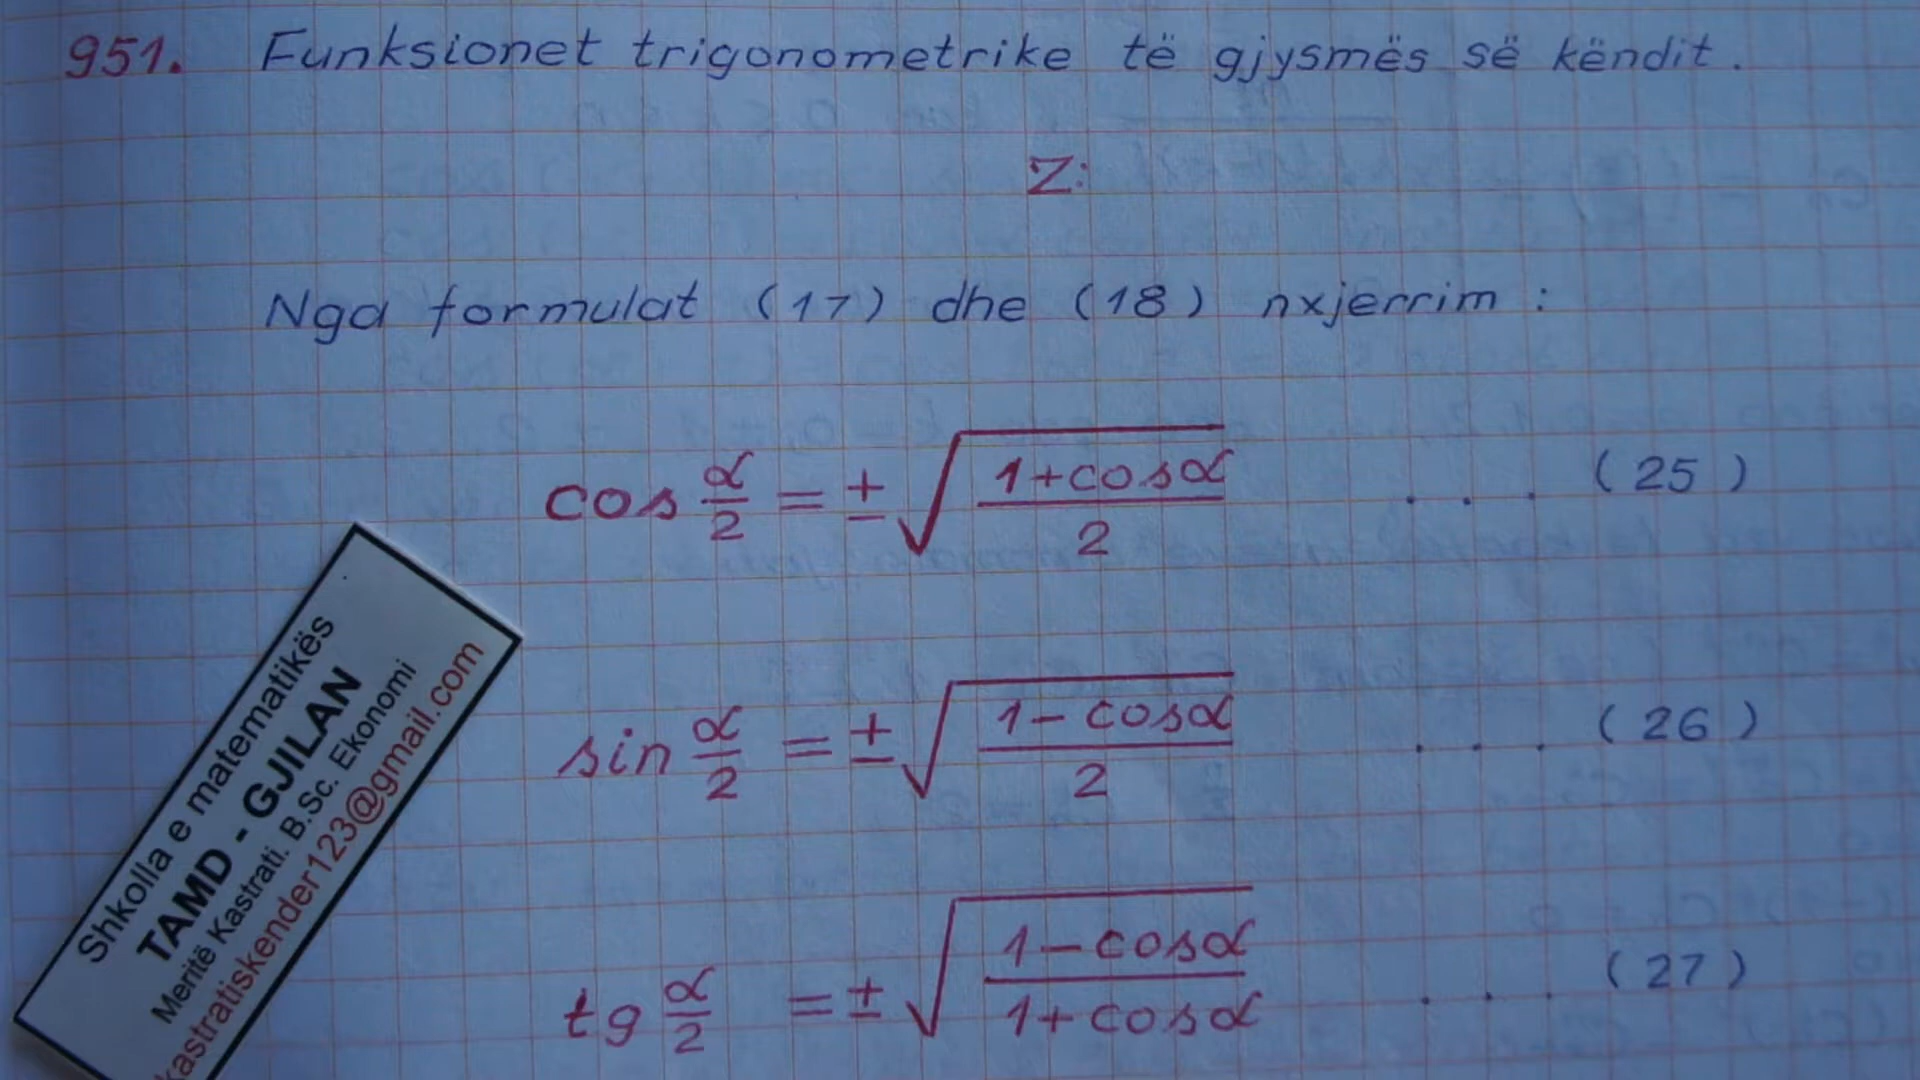 951. Funksionet trigonometrike të gjysmës së këndit.
Z:
Nga formulat (17) dhe (18) nxjerrim:
cos α/2 = ± √((1+cosα)/2) ... (25)
sin α/2 = ± √((1-cosα)/2) ... (26)
tg α/2 = ± √((1-cosα)/(1+cosα)) ... (27)
Shkolla e matematikës
TAMD - GJILAN
Meritë Kastrati. B.Sc. Ekonomi
kastratiskender123@gmail.com